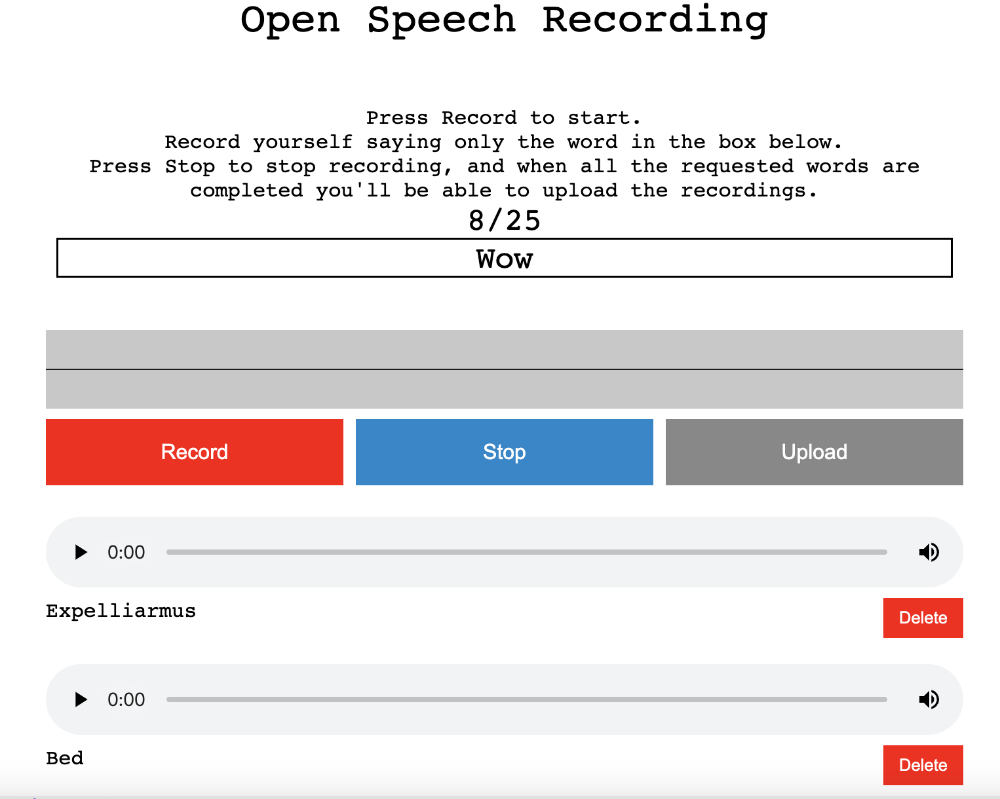 Open Speech Recording
Press Record to start.
Record yourself saying only the word in the box below.
Press Stop to stop recording, and when all the requested words are
completed you'll be able to upload the recordings.
8/25
Wow
Record Stop Upload
0:00
Expelliarmus Delete
0:00
Bed Delete